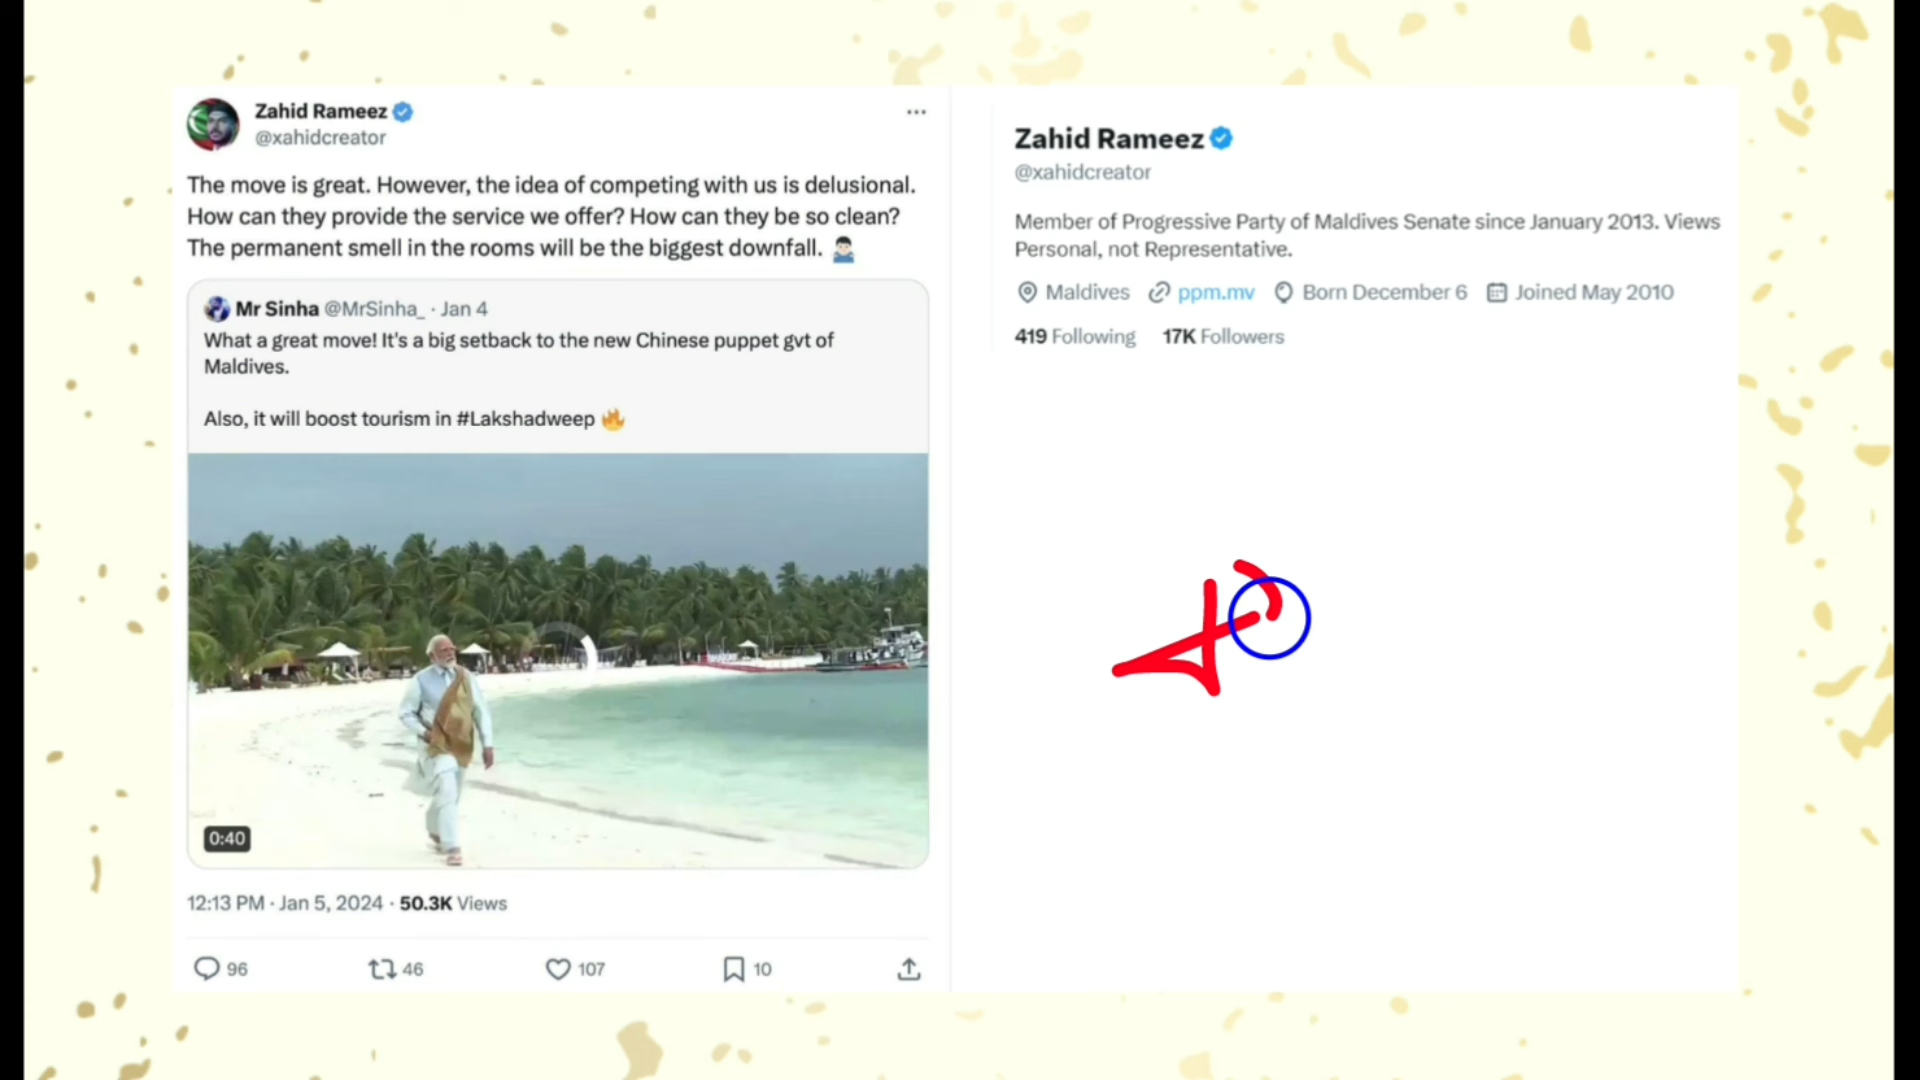 Zahid Rameez
@xahidcreator
The move is great. However, the idea of competing with us is delusional.
How can they provide the service we offer? How can they be so clean?
The permanent smell in the rooms will be the biggest downfall.
Mr Sinha @MrSinha_ · Jan 4
What a great move! It's a big setback to the new Chinese puppet gvt of
Maldives.
Also, it will boost tourism in #Lakshadweep
0:40
12:13 PM · Jan 5, 2024 · 50.3K Views
96 46 107 10
Zahid Rameez
@xahidcreator
Member of Progressive Party of Maldives Senate since January 2013. Views
Personal, not Representative.
Maldives ppm.mv Born December 6 Joined May 2010
419 Following 17K Followers